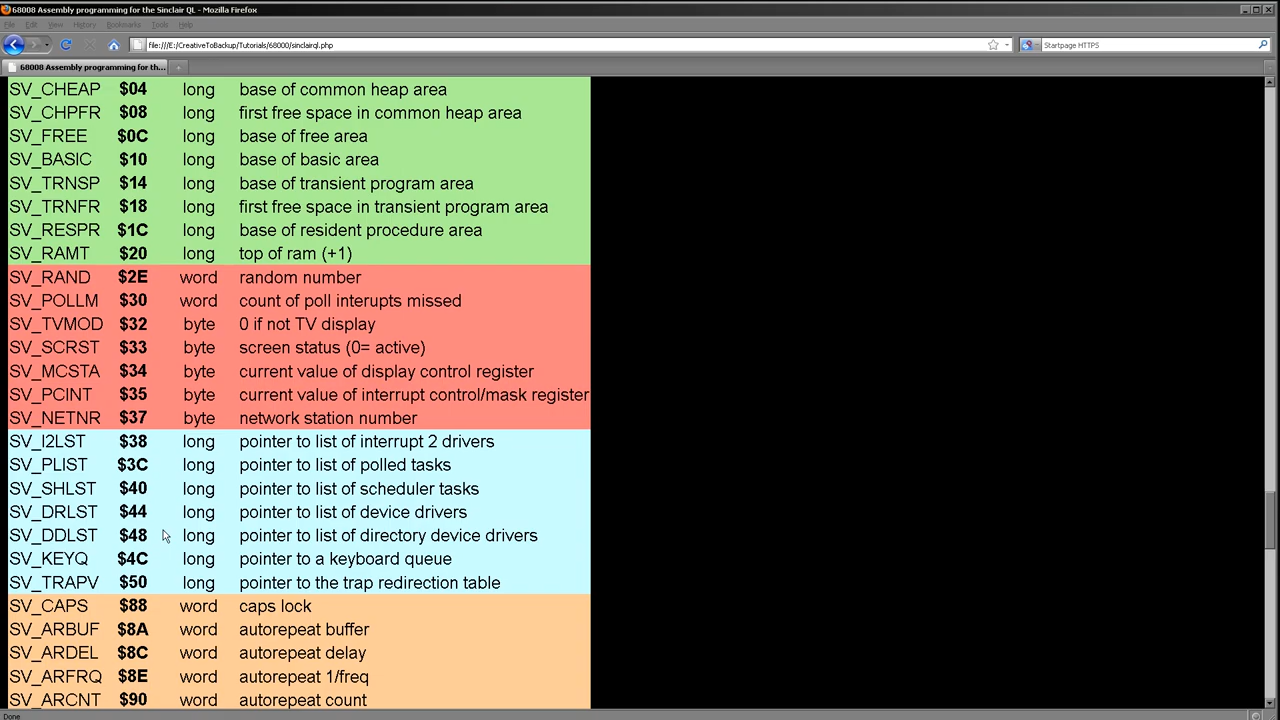 68008 Assembly programming for the Sinclair QL - Mozilla Firefox
File Edit View History Bookmarks Tools Help
file:///E:/CreativeToBackup/Tutorials/68000/sinclairql.php
Startpage HTTPS
68008 Assembly programming for th...
SV_CHEAP $04 long base of common heap area
SV_CHPFR $08 long first free space in common heap area
SV_FREE $0C long base of free area
SV_BASIC $10 long base of basic area
SV_TRNSP $14 long base of transient program area
SV_TRNFR $18 long first free space in transient program area
SV_RESPR $1C long base of resident procedure area
SV_RAMT $20 long top of ram (+1)
SV_RAND $2E word random number
SV_POLLM $30 word count of poll interupts missed
SV_TVMOD $32 byte 0 if not TV display
SV_SCRST $33 byte screen status (0= active)
SV_MCSTA $34 byte current value of display control register
SV_PCINT $35 byte current value of interrupt control/mask register
SV_NETNR $37 byte network station number
SV_I2LST $38 long pointer to list of interrupt 2 drivers
SV_PLIST $3C long pointer to list of polled tasks
SV_SHLST $40 long pointer to list of scheduler tasks
SV_DRLST $44 long pointer to list of device drivers
SV_DDLST $48 long pointer to list of directory device drivers
SV_KEYQ $4C long pointer to a keyboard queue
SV_TRAPV $50 long pointer to the trap redirection table
SV_CAPS $88 word caps lock
SV_ARBUF $8A word autorepeat buffer
SV_ARDEL $8C word autorepeat delay
SV_ARFRQ $8E word autorepeat 1/freq
SV_ARCNT $90 word autorepeat count
Done